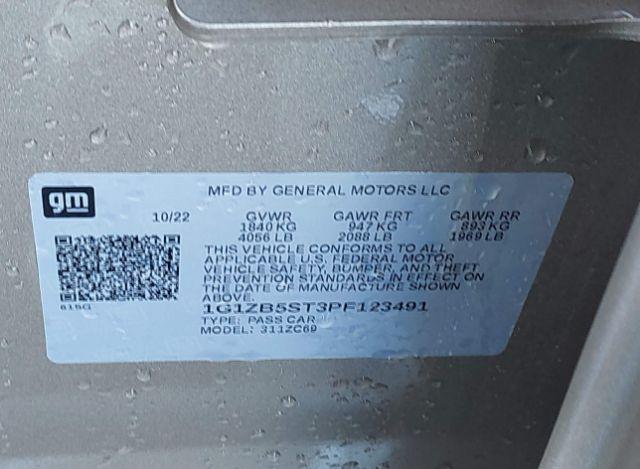 gm
MFD BY GENERAL MOTORS LLC
10/22 GVWR GAWR FRT GAWR RR
1840 KG 947 KG 893 KG
4056 LB 2088 LB 1969 LB
THIS VEHICLE CONFORMS TO ALL
APPLICABLE U.S. FEDERAL MOTOR
VEHICLE SAFETY, BUMPER, AND THEFT
PREVENTION STANDARDS IN EFFECT ON
THE DATE OF MANUFACTURE SHOWN
ABOVE.
615G
1G1ZB5ST3PF123491
TYPE: PASS CAR
MODEL: 311ZC69